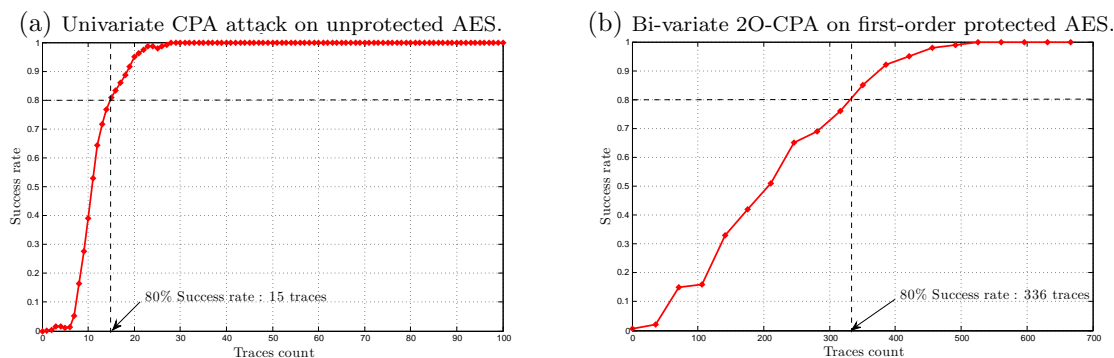 (a) Univariate CPA attack on unprotected AES.
Success rate
1
0.9
0.8
0.7
0.6
0.5
0.4
0.3
0.2
0.1
0
80% Success rate : 15 traces
0 10 20 30 40 50 60 70 80 90 100
Traces count
(b) Bi-variate 2O-CPA on first-order protected AES.
Success rate
1
0.9
0.8
0.7
0.6
0.5
0.4
0.3
0.2
0.1
0
80% Success rate : 336 traces
0 100 200 300 400 500 600 700
Traces count